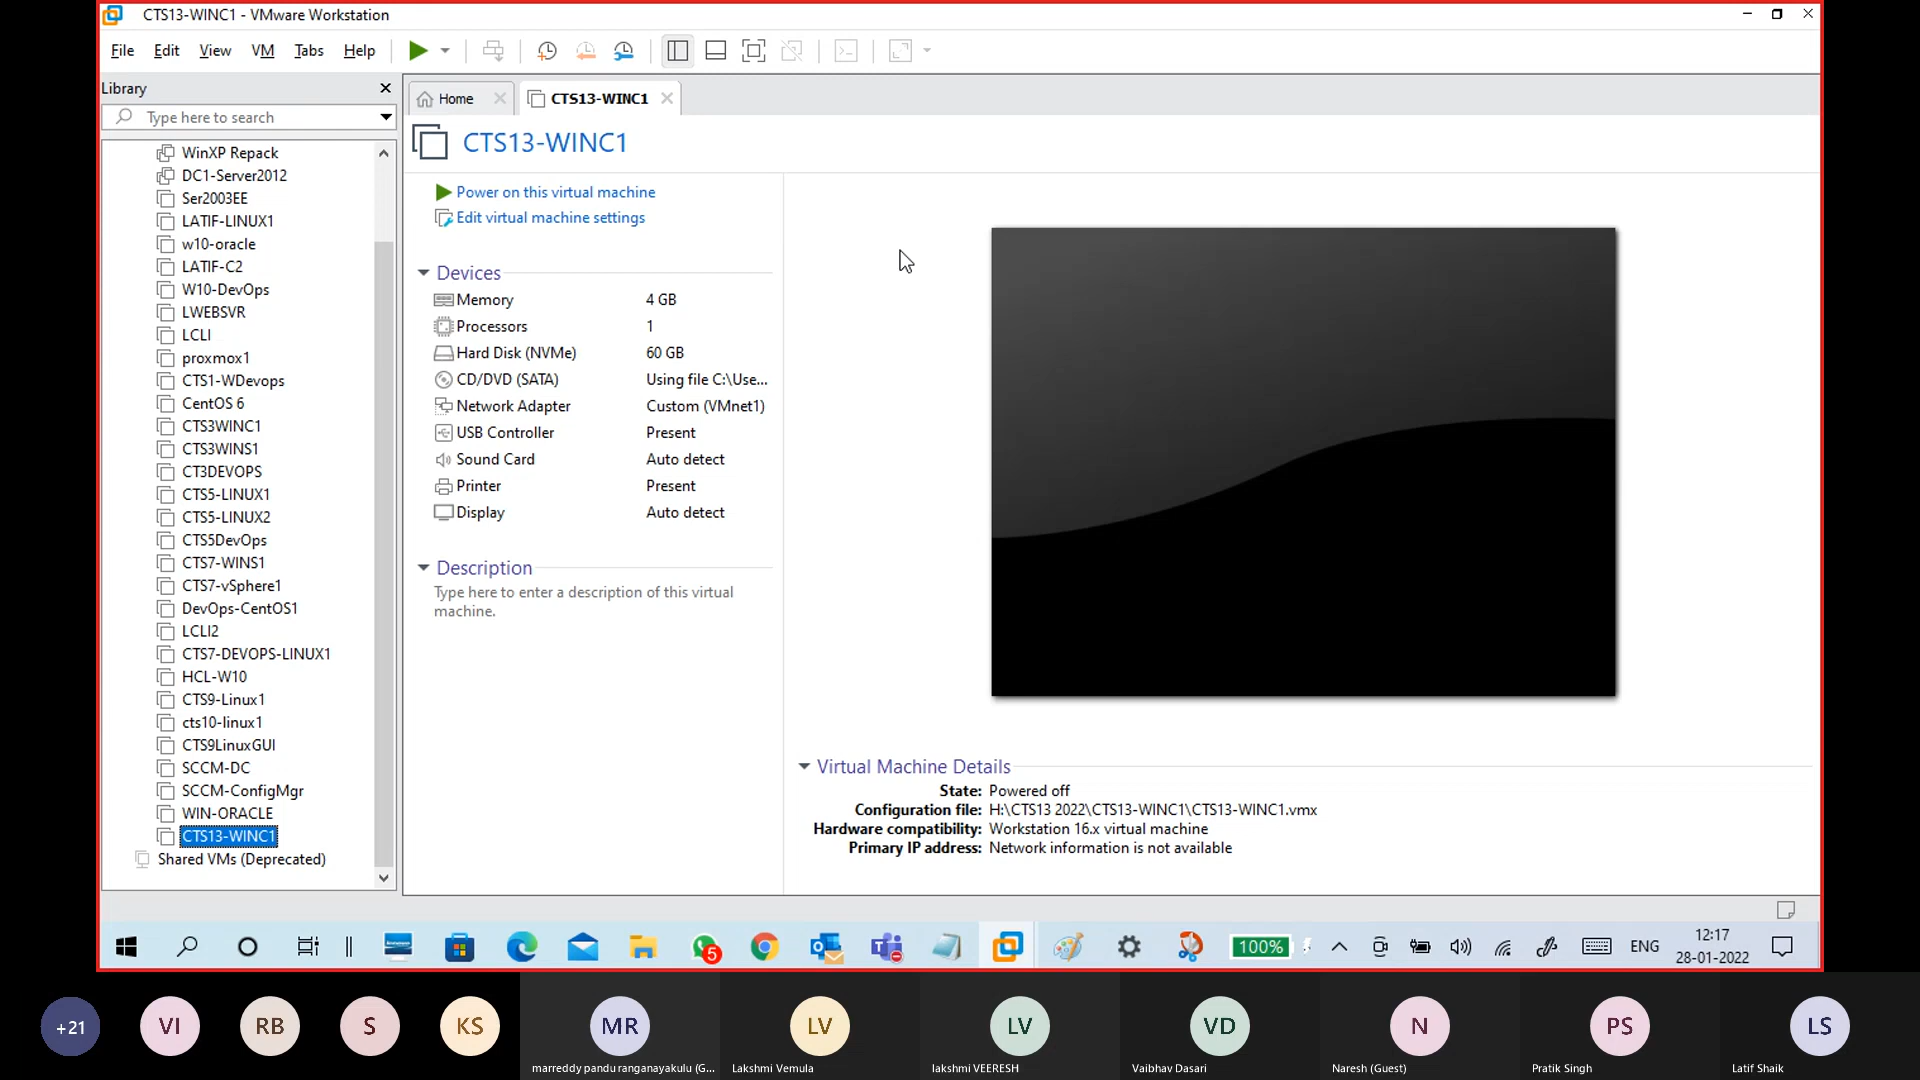 CTS13-WINC1 - VMware Workstation
File Edit View VM Tabs Help
Library
Type here to search
WinXP Repack
DC1-Server2012
Ser2003EE
LATIF-LINUX1
w10-oracle
LATIF-C2
W10-DevOps
LWEBSVR
LCLI
proxmox1
CTS1-WDevops
CentOS 6
CTS3WINC1
CTS3WINS1
CT3DEVOPS
CTS5-LINUX1
CTS5-LINUX2
CTS5DevOps
CTS7-WINS1
CTS7-vSphere1
DevOps-CentOS1
LCLI2
CTS7-DEVOPS-LINUX1
HCL-W10
CTS9-Linux1
cts10-linux1
CTS9LinuxGUI
SCCM-DC
SCCM-ConfigMgr
WIN-ORACLE
CTS13-WINC1
Shared VMs (Deprecated)
Home CTS13-WINC1
CTS13-WINC1
Power on this virtual machine
Edit virtual machine settings
Devices
Memory 4 GB
Processors 1
Hard Disk (NVMe) 60 GB
CD/DVD (SATA) Using file C:\Use...
Network Adapter Custom (VMnet1)
USB Controller Present
Sound Card Auto detect
Printer Present
Display Auto detect
Description
Type here to enter a description of this virtual
machine.
Virtual Machine Details
State: Powered off
Configuration file: H:\CTS13 2022\CTS13-WINC1\CTS13-WINC1.vmx
Hardware compatibility: Workstation 16.x virtual machine
Primary IP address: Network information is not available
5 100% ENG 12:17
28-01-2022
+21 VI RB S KS MR LV LV VD N PS LS
marreddy panduranganayakulu (G... Lakshmi Vemula lakshmi VEERESH Vaibhav Dasari Naresh (Guest) Pratik Singh Latif Shaik